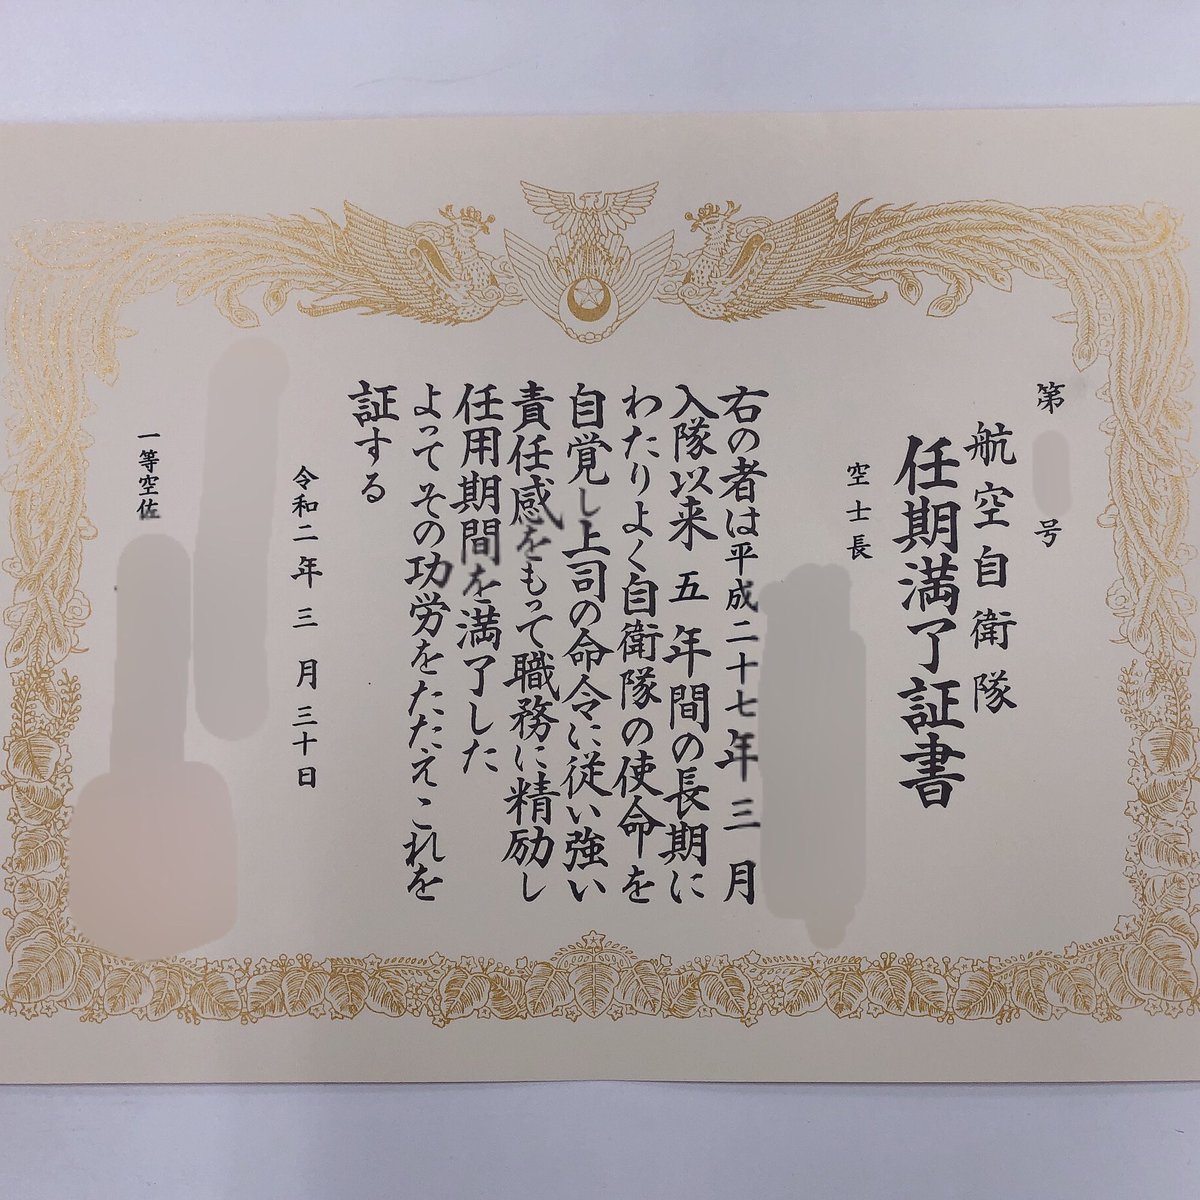 第 号
航空自衛隊
任期満了証書
空士長
右の者は平成二十七年三月
入隊以来五年間の長期に
わたりよく自衛隊の使命を
自覚し上司の命令に従い強い
責任感をもって職務に精励し
任用期間を満了した
よってその功労をたたえこれを
証する
令和二年三月三十日
一等空佐